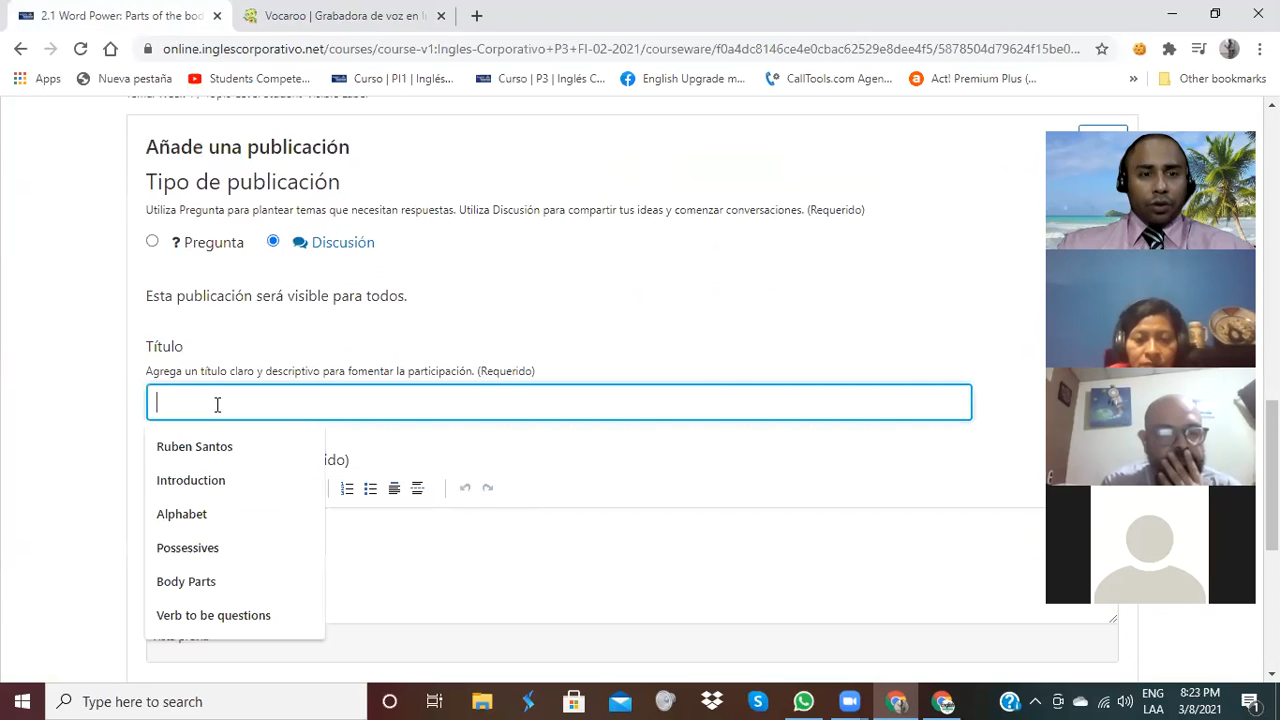 2.1 Word Power: Parts of the bod
Vocaroo | Grabadora de voz en l
online.inglescorporativo.net/courses/course-v1:Ingles-Corporativo+P3+FI-02-2021/courseware/f0a4dc8146ce4e0cbac62529e8dee4f5/5878504d79624f15be0...
Apps
Nueva pestaña
Students Compete...
Curso | PI1 | Inglés...
Curso | P3 | Inglés C...
English Upgrade m...
CallTools.com Agen...
Act! Premium Plus (...
»
Other bookmarks
Añade una publicación
Tipo de publicación
Utiliza Pregunta para plantear temas que necesitan respuestas. Utiliza Discusión para compartir tus ideas y comenzar conversaciones. (Requerido)
? Pregunta
Discusión
Esta publicación será visible para todos.
Título
Agrega un título claro y descriptivo para fomentar la participación. (Requerido)
Ruben Santos
ido)
Introduction
Alphabet
Possessives
Body Parts
Verb to be questions
Type here to search
ENG
LAA
8:23 PM
3/8/2021
1